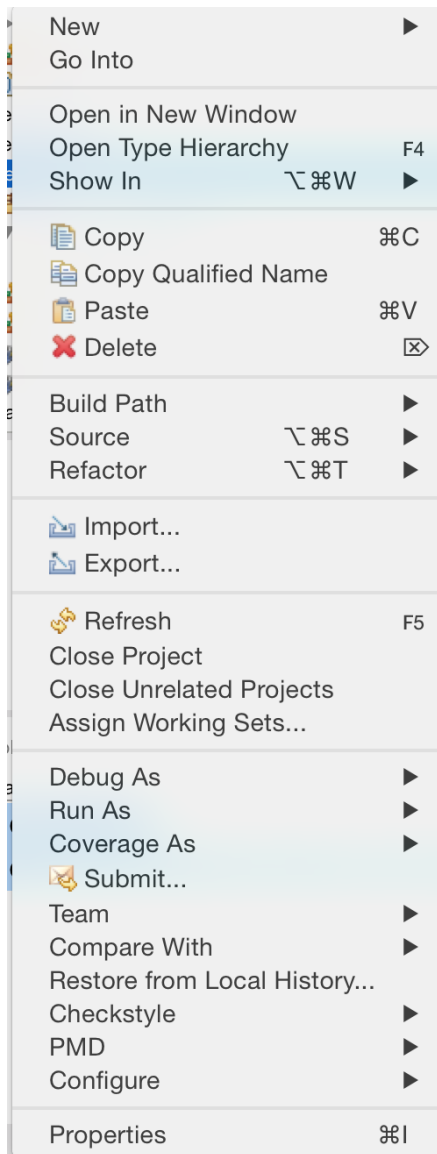 New ▶
Go Into
Open in New Window
Open Type Hierarchy F4
Show In ⌥⌘W ▶
Copy ⌘C
Copy Qualified Name
Paste ⌘V
Delete ⌦
Build Path ▶
Source ⌥⌘S ▶
Refactor ⌥⌘T ▶
Import...
Export...
Refresh F5
Close Project
Close Unrelated Projects
Assign Working Sets...
Debug As ▶
Run As ▶
Coverage As ▶
Submit...
Team ▶
Compare With ▶
Restore from Local History...
Checkstyle ▶
PMD ▶
Configure ▶
Properties ⌘I